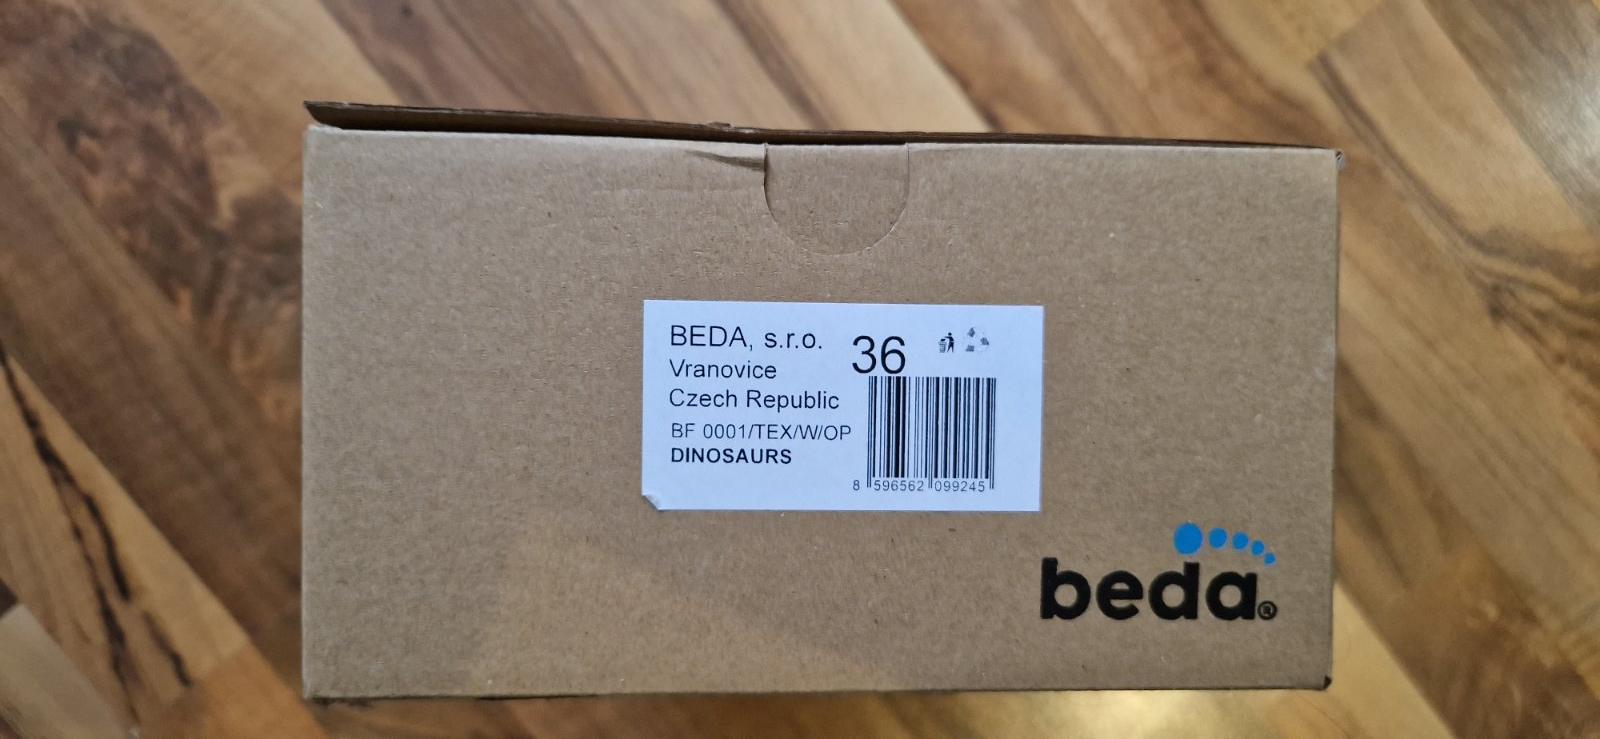 BEDA, s.r.o.
36
Vranovice
Czech Republic
BF 0001/TEX/W/OP
DINOSAURS
8 596562 099245
beda®